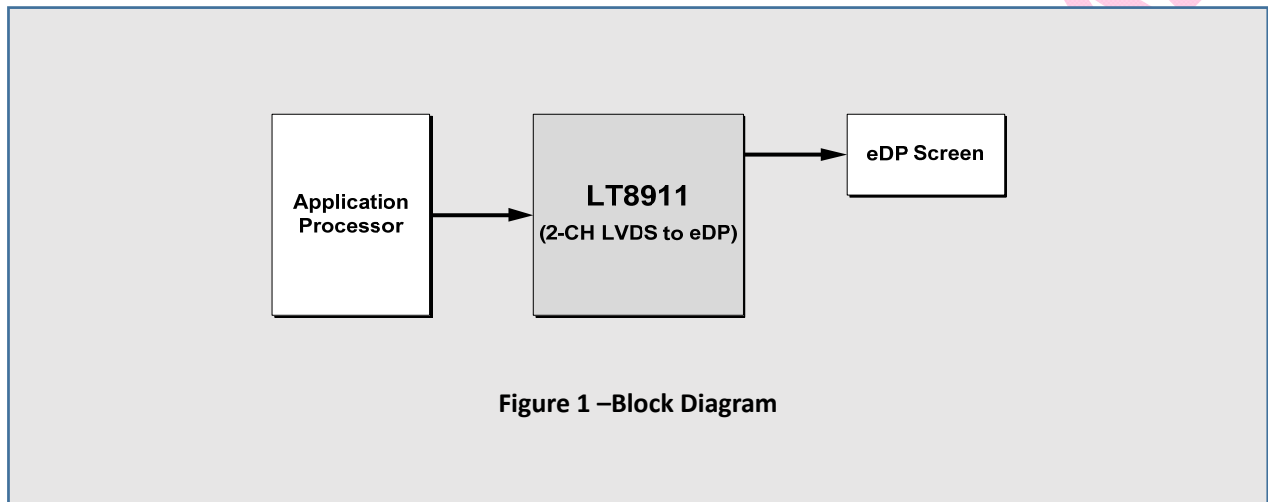 Application
Processor
LT8911
(2-CH LVDS to eDP)
eDP Screen
Figure 1 –Block Diagram